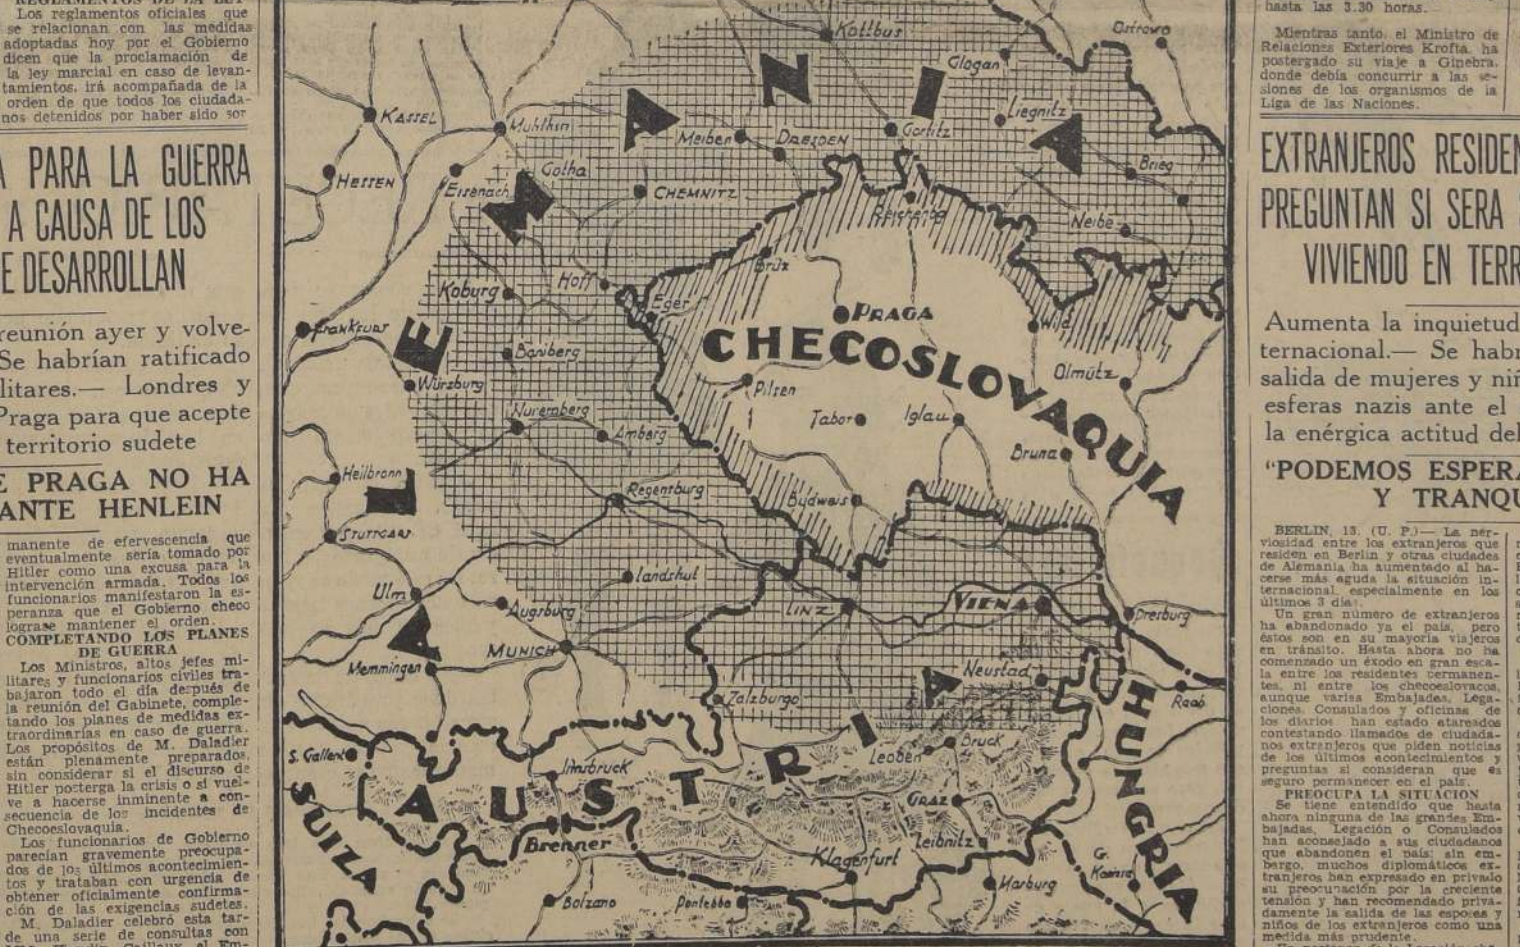 REGLAMENTOS DE LA LEY
Los reglamentos oficiales que
se relacionan con las medidas
adoptadas hoy por el Gobierno
dicen que la proclamación de
la ley marcial en caso de levan-
tamientos, irá acompañada de la
orden de que todos los ciudada-
nos detenidos por haber sido sor
A PARA LA GUERRA
A CAUSA DE LOS
E DESARROLLAN
reunión ayer y volve-
Se habrían ratificado
litares.— Londres y
Praga para que acepte
territorio sudete
E PRAGA NO HA
ANTE HENLEIN
manente de efervescencia que
eventualmente sería tomado por
Hitler como una excusa para la
intervención armada. Todos los
funcionarios manifestaron la es-
peranza que el Gobierno checo
lograse mantener el orden.
COMPLETANDO LOS PLANES
DE GUERRA
Los Ministros, altos jefes mi-
litares y funcionarios civiles tra-
bajaron todo el día después de
la reunión del Gabinete, comple-
tando los planes de medidas ex-
traordinarias en caso de guerra.
Los propósitos de M. Daladier
están plenamente preparados,
sin considerar si el discurso de
Hitler posterga la crisis o si vuel-
ve a hacerse inminente a con-
secuencia de los incidentes de
Checoeslovaquia.
Los funcionarios de Gobierno
parecían gravemente preocupa-
dos de los últimos acontecimien-
tos y trataban con urgencia de
obtener oficialmente confirma-
ción de las exigencias sudetes.
M. Daladier celebró esta tar-
de una serie de consultas con
ALEMANIA
Kottbus
Ostrowo
Glogan
Liegnitz
KASSEL
Muhlhin
Meiben
DREZDEN
Gorlitz
Brieg
HESSEN
Eisenach
Gotha
CHEMNITZ
Reichenbg
Neibe
Brüx
Hoff
Koburg
Eger
PRAGA
Wild
FRANKFURT
CHECOSLOVAQUIA
Bamberg
Würzburg
Pilsen
Olmütz
Nuremberg
Amberg
Tabor
Iglau
Bruna
Heilbronn
Regensburg
Budweis
STUTTGART
landshut
Ulm
Augsburg
LINZ
VIENA
Presburg
MUNICH
Memmingen
Neustad
Zalzburgo
Raab
HUNGRIA
S. Gallent
Innsbruck
Leoben
Bruck
AUSTRIA
GRAZ
SUIZA
Brenner
Klagenfurt
Leibnitz
G.
Marburg
Bolzano
Pontebba
hasta las 3.30 horas.
Mientras tanto, el Ministro de
Relaciones Exteriores Krofta, ha
postergado su viaje a Ginebra,
donde debía concurrir a las se-
siones de los organismos de la
Liga de las Naciones.
EXTRANJEROS RESIDEN
PREGUNTAN SI SERA
VIVIENDO EN TERR
Aumenta la inquietud
ternacional.— Se habr
salida de mujeres y niñ
esferas nazis ante el
la enérgica actitud del
"PODEMOS ESPERA
Y TRANQU
BERLIN, 13. (U. P.)— La ner-
viosidad entre los extranjeros que
residen en Berlín y otras ciudades
de Alemania ha aumentado al ha-
cerse más aguda la situación in-
ternacional, especialmente en los
últimos 3 días.
Un gran número de extranjeros
ha abandonado ya el país, pero
éstos son en su mayoría viajeros
en tránsito. Hasta ahora no ha
comenzado un éxodo en gran esca-
la entre los residentes permanen-
tes, ni entre los checoeslovacos,
aunque varias Embajadas, Lega-
ciones, Consulados y oficinas de
los diarios han estado atareados
contestando llamados de ciudada-
nos extranjeros que piden noticias
de los últimos acontecimientos y
preguntas si consideran que es
seguro permanecer en el país.
PREOCUPA LA SITUACION
Se tiene entendido que hasta
ahora ninguna de las grandes Em-
bajadas, Legación o Consulados
han aconsejado a sus ciudadanos
que abandonen el país; sin em-
bargo, muchos diplomáticos ex-
tranjeros han expresado en privado
su preocupación por la creciente
tensión y han recomendado priva-
damente la salida de las esposas y
niños de los extranjeros como una
medida más prudente.